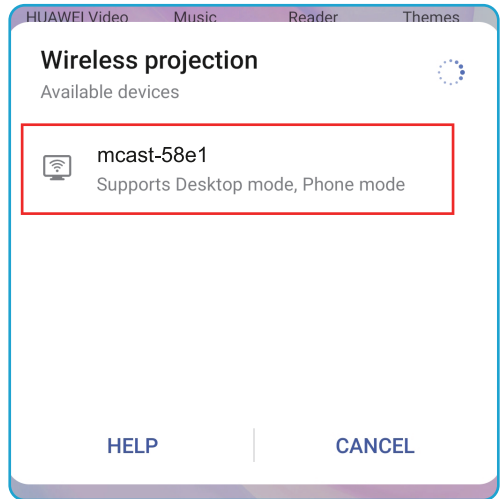 HUAWEI Video Music Reader Themes
Wireless projection
Available devices
mcast-58e1
Supports Desktop mode, Phone mode
HELP CANCEL